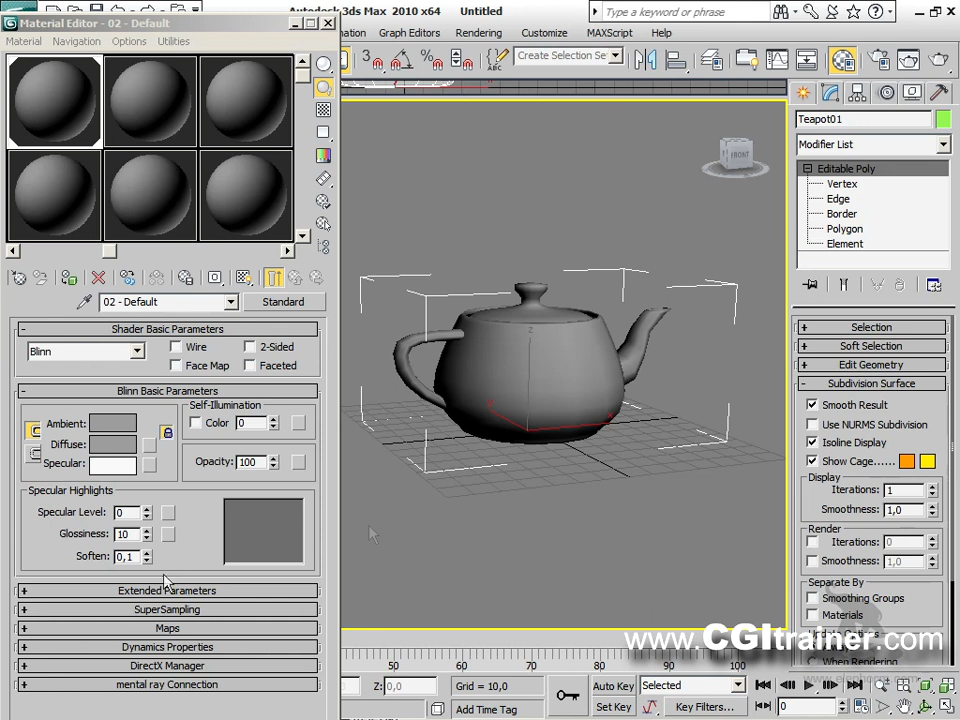 Material Editor - 02 - Default
Autodesk 3ds Max 2010 x64 Untitled
Type a keyword or phrase
Material Navigation Options Utilities
Graph Editors Rendering Customize MAXScript Help
3
%
ABC
Create Selection Se
Teapot01
Modifier List
FRONT
Editable Poly
Vertex
Edge
Border
Polygon
Element
02 - Default
Standard
Shader Basic Parameters
Blinn
Wire
2-Sided
Face Map
Faceted
Blinn Basic Parameters
Ambient:
Diffuse:
Specular:
Self-Illumination
Color 0
Opacity: 100
Specular Highlights
Specular Level: 0
Glossiness: 10
Soften: 0,1
Extended Parameters
SuperSampling
Maps
Dynamics Properties
DirectX Manager
mental ray Connection
Selection
Soft Selection
Edit Geometry
Subdivision Surface
Smooth Result
Use NURMS Subdivision
Isoline Display
Show Cage......
Display
Iterations: 1
Smoothness: 1,0
Render
Iterations: 0
Smoothness: 1,0
Separate By
Smoothing Groups
Materials
Update Options
When Rendering
www.CGItrainer.com
50 60 70 80 90 100
Z: 0,0
Grid = 10,0
Add Time Tag
Auto Key
Selected
Set Key
Key Filters...
0